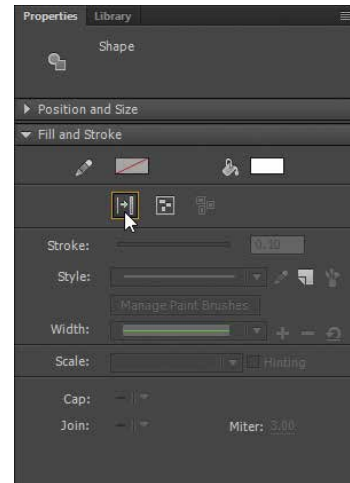 Properties Library
Shape
Position and Size
Fill and Stroke
Stroke: 0.10
Style:
Manage Paint Brushes
Width:
Scale: Hinting
Cap:
Join: Miter: 3.00